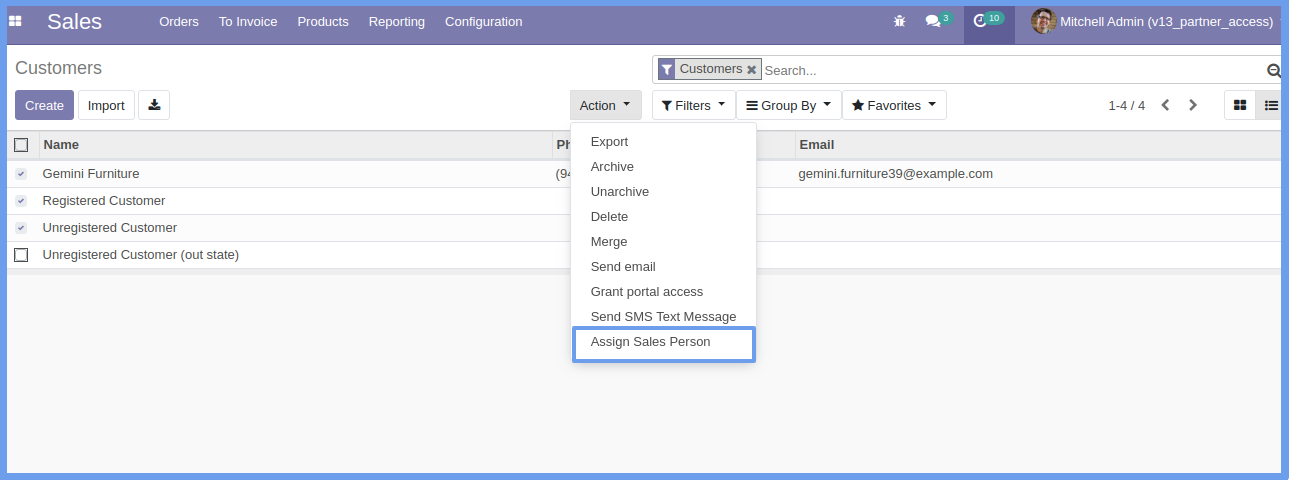 Sales Orders To Invoice Products Reporting Configuration 3 10 Mitchell Admin (v13_partner_access)
Customers
Customers Search...
Create Import Action Filters Group By Favorites 1-4 / 4
Name Ph Email
Gemini Furniture (94 gemini.furniture39@example.com
Registered Customer
Unregistered Customer
Unregistered Customer (out state)
Export
Archive
Unarchive
Delete
Merge
Send email
Grant portal access
Send SMS Text Message
Assign Sales Person